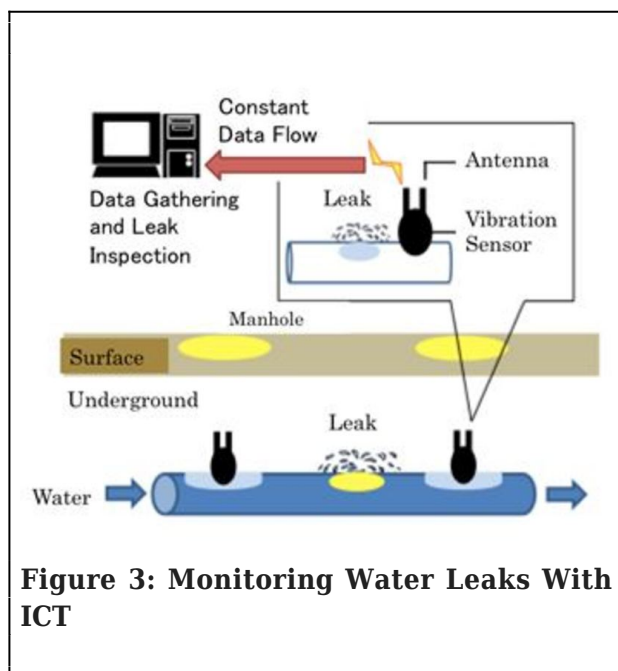 Constant
Data Flow
Antenna
Data Gathering
and Leak
Inspection
Leak
Vibration
Sensor
Manhole
Surface
Underground
Leak
Water
Figure 3: Monitoring Water Leaks With
ICT